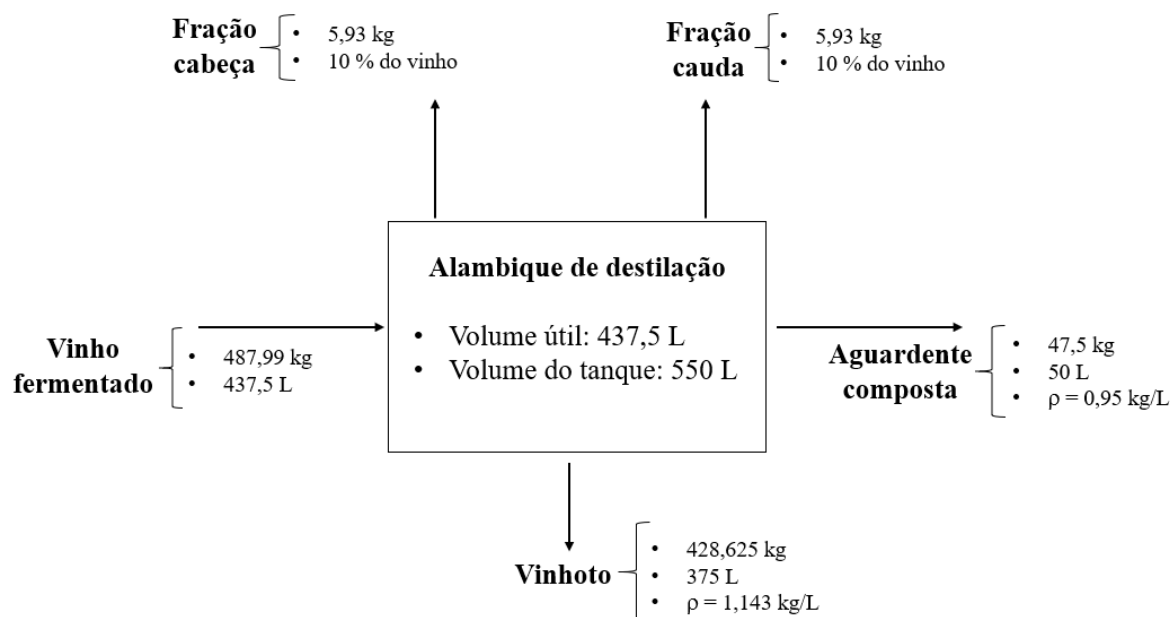 Fração
cabeça
• 5,93 kg
• 10 % do vinho
Fração
cauda
• 5,93 kg
• 10 % do vinho
Alambique de destilação
• Volume útil: 437,5 L
• Volume do tanque: 550 L
Vinho
fermentado
• 487,99 kg
• 437,5 L
Aguardente
composta
• 47,5 kg
• 50 L
• ρ = 0,95 kg/L
Vinhoto
• 428,625 kg
• 375 L
• ρ = 1,143 kg/L